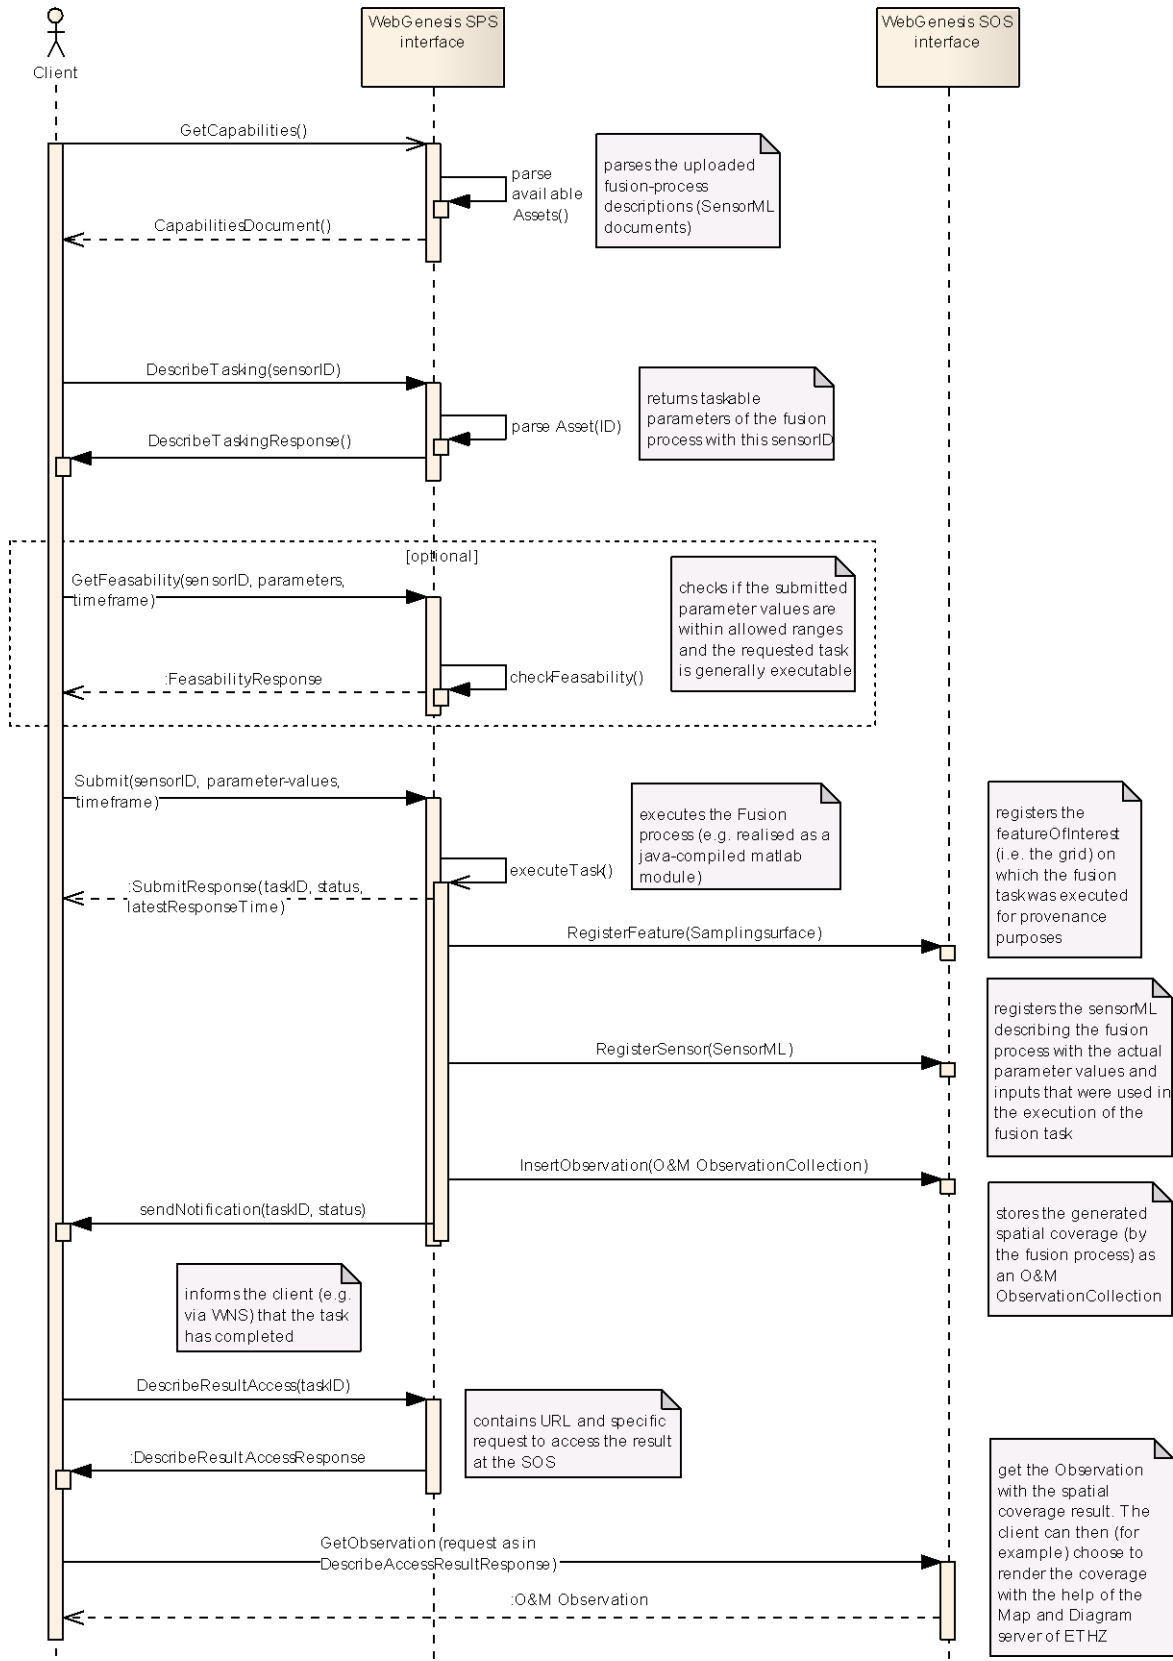 WebGenesis SPS
interface
WebGenesis SOS
interface
Client
GetCapabilities()
parse
available
Assets()
parses the uploaded
fusion-process
descriptions (SensorML
documents)
CapabilitiesDocument()
DescribeTasking(sensorID)
parse Asset(ID)
returns taskable
parameters of the fusion
process with this sensorID
DescribeTaskingResponse()
[optional]
GetFeasability(sensorID, parameters,
timeframe)
checks if the submitted
parameter values are
within allowed ranges
and the requested task
is generally executable
checkFeasability()
:FeasabilityResponse
Submit(sensorID, parameter-values,
timeframe)
executes the Fusion
process (e.g. realised as a
java-compiled matlab
module)
executeTask()
:SubmitResponse(taskID, status,
latestResponseTime)
registers the
featureOfInterest
(i.e. the grid) on
which the fusion
task was executed
for provenance
purposes
RegisterFeature(Samplingsurface)
RegisterSensor(SensorML)
registers the sensorML
describing the fusion
process with the actual
parameter values and
inputs that were used in
the execution of the
fusion task
InsertObservation(O&M ObservationCollection)
sendNotification(taskID, status)
stores the generated
spatial coverage (by
the fusion process) as
an O&M
ObservationCollection
informs the client (e.g.
via WNS) that the task
has completed
DescribeResultAccess(taskID)
contains URL and specific
request to access the result
at the SOS
:DescribeResultAccessResponse
GetObservation(request as in
DescribeAccessResultResponse)
:O&M Observation
get the Observation
with the spatial
coverage result. The
client can then (for
example) choose to
render the coverage
with the help of the
Map and Diagram
server of ETHZ